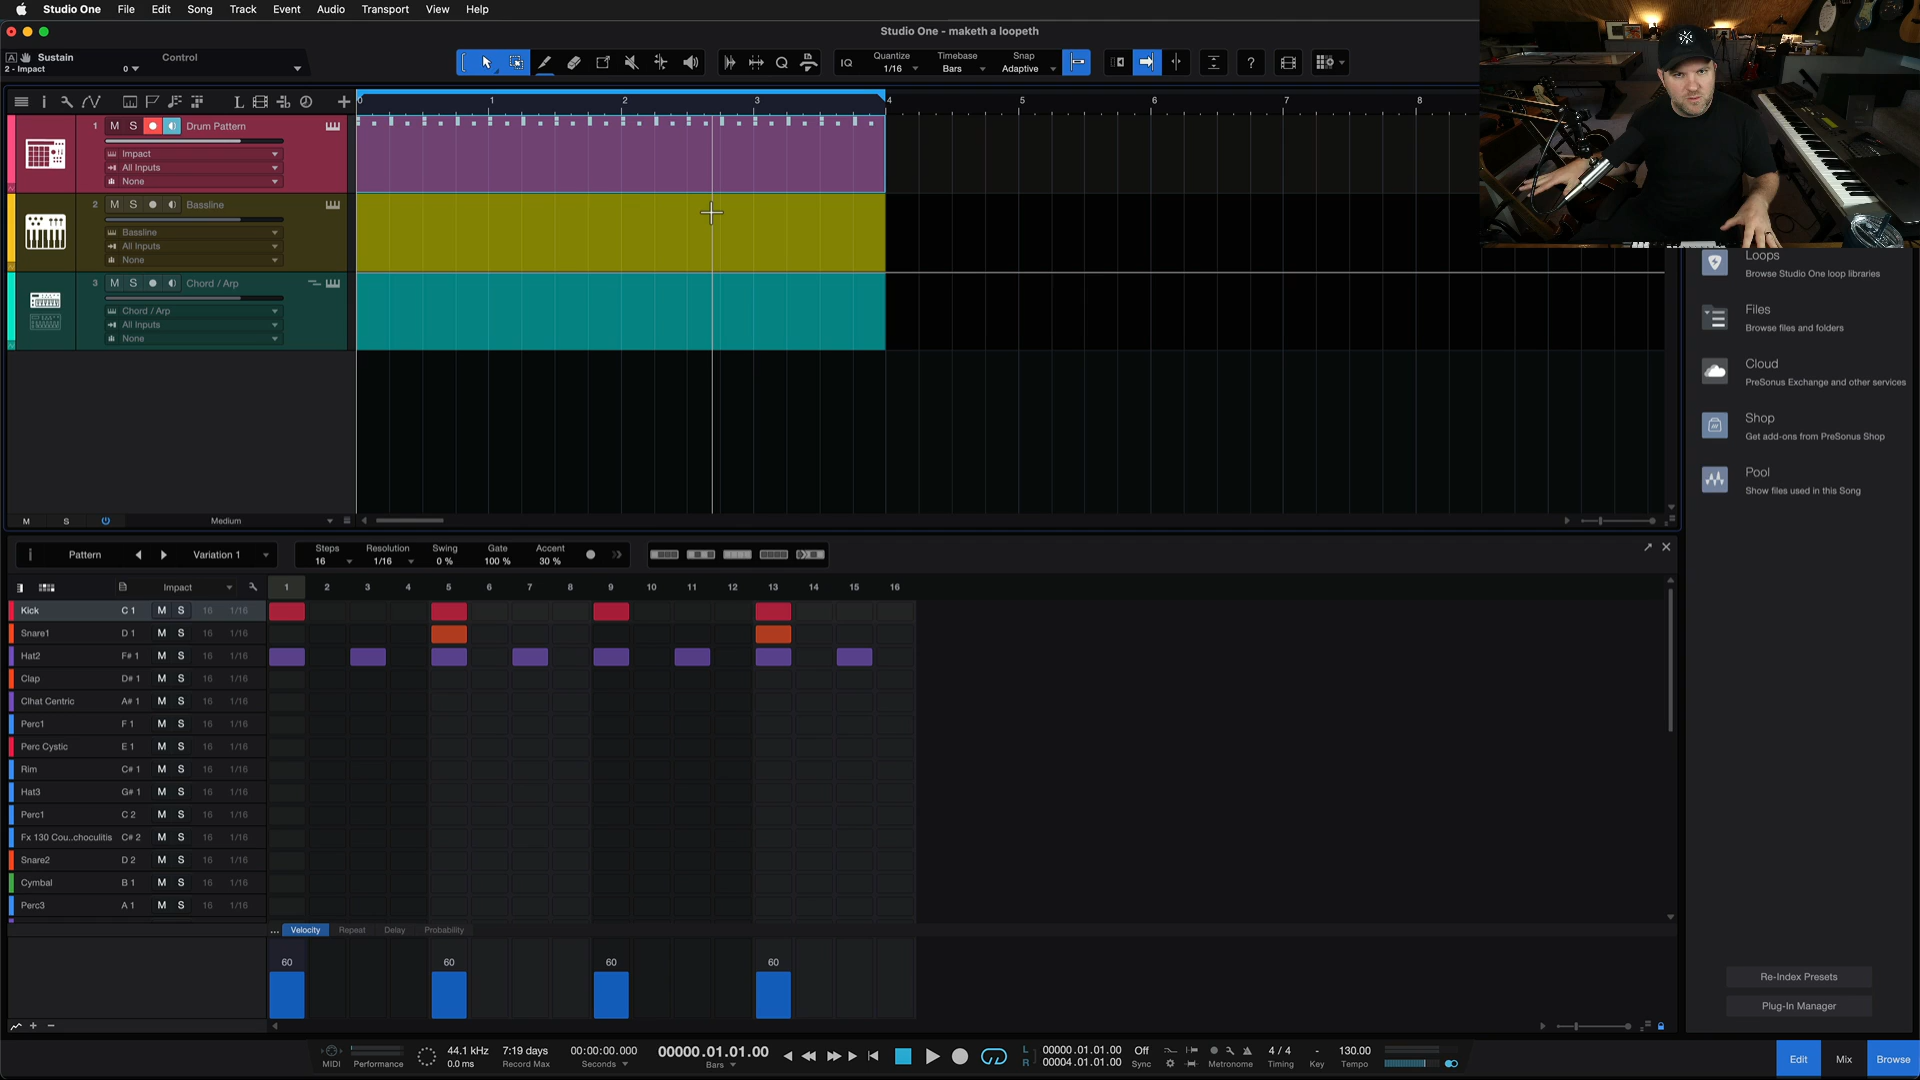 Studio One File Edit Song Track Event Audio Transport View Help
Studio One - maketh a loopeth
Sustain Control
2 - Impact 0
Quantize Timebase Snap
IQ 1/16 Bars Adaptive ?
0 1 2 3 4 5 6 7 8
1 M S Drum Pattern
Impact
All Inputs
None
2 M S Bassline
Bassline
All Inputs
None
3 M S Chord / Arp
Chord / Arp
All Inputs
None
M S Medium
Loops
Browse Studio One loop libraries
Files
Browse files and folders
Cloud
PreSonus Exchange and other services
Shop
Get add-ons from PreSonus Shop
Pool
Show files used in this Song
Pattern Variation 1
Steps Resolution Swing Gate Accent
16 1/16 0 % 100 % 30 %
Impact 1 2 3 4 5 6 7 8 9 10 11 12 13 14 15 16
Kick C 1 M S 16 1/16
Snare1 D 1 M S 16 1/16
Hat2 F# 1 M S 16 1/16
Clap D# 1 M S 16 1/16
Clhat Centric A# 1 M S 16 1/16
Perc1 F 1 M S 16 1/16
Perc Cystic E 1 M S 16 1/16
Rim C# 1 M S 16 1/16
Hat3 G# 1 M S 16 1/16
Perc1 C 2 M S 16 1/16
Fx 130 Cou..choculitis C# 2 M S 16 1/16
Snare2 D 2 M S 16 1/16
Cymbal B 1 M S 16 1/16
Perc3 A 1 M S 16 1/16
... Velocity Repeat Delay Probability
60 60 60 60
Re-Index Presets
Plug-In Manager
44.1 kHz 7:19 days 00:00:00.000 00000.01.01.00
MIDI Performance 0.0 ms Record Max Seconds Bars
L 00000.01.01.00 Off 4 / 4 - 130.00
R 00004.01.01.00 Sync Metronome Timing Key Tempo
Edit Mix Browse